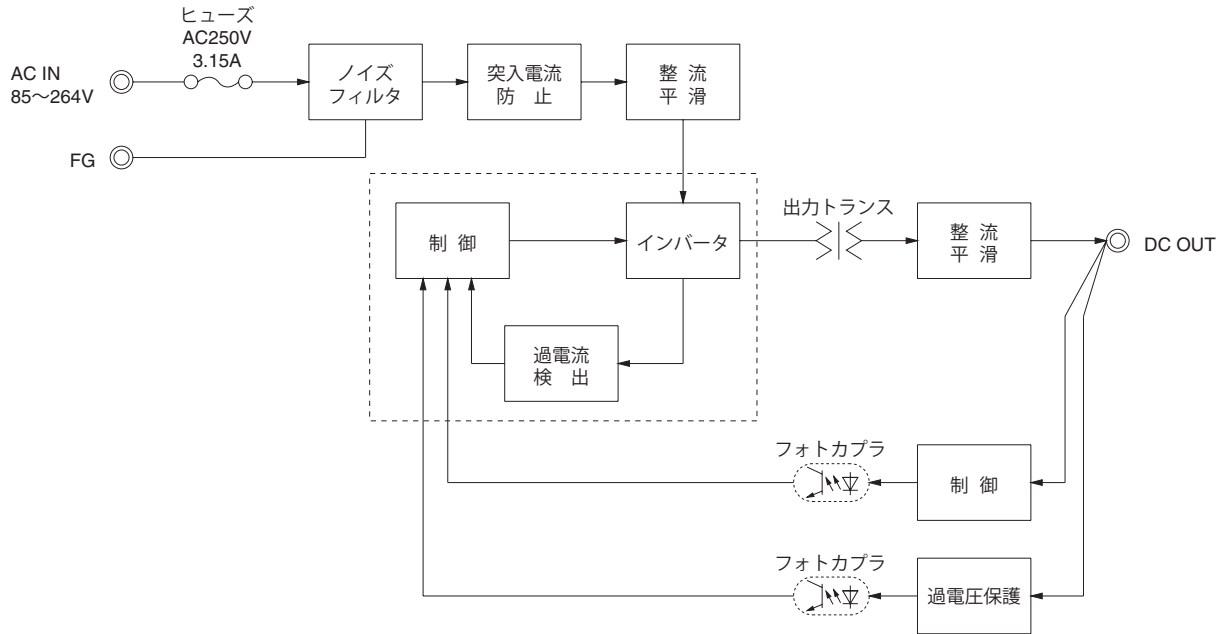 ヒューズ
AC250V
3.15A
AC IN
85～264V
FG
ノイズ
フィルタ
突入電流
防 止
整 流
平 滑
制 御
インバータ
過電流
検 出
出力トランス
整 流
平 滑
DC OUT
フォトカプラ
制 御
フォトカプラ
過電圧保護